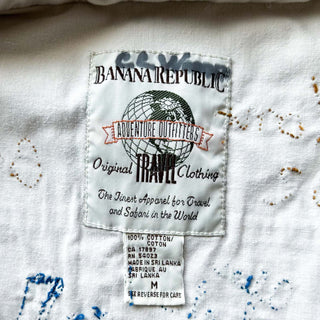 BANANA REPUBLIC
ADVENTURE OUTFITTERS
Original TRAVEL Clothing
The Finest Apparel for Travel
and Safari in the World
100% COTTON/
COTON
CA 17897
RN 54023
MADE IN SRI LANKA
FABRIQUE AU
SRI LANKA
M
SEE REVERSE FOR CARE